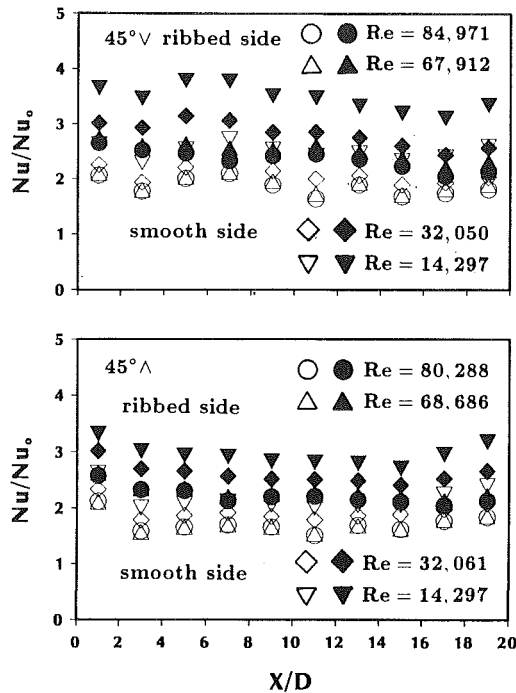 5
45°∨ ribbed side
Re = 84,971
4
Re = 67,912
3
Nu/Nuₒ
2
smooth side
Re = 32,050
1
Re = 14,297
0
5
45°∧
Re = 80,288
4
ribbed side
Re = 68,686
3
Nu/Nuₒ
2
smooth side
Re = 32,061
1
Re = 14,297
0
0 2 4 6 8 10 12 14 16 18 20
X/D